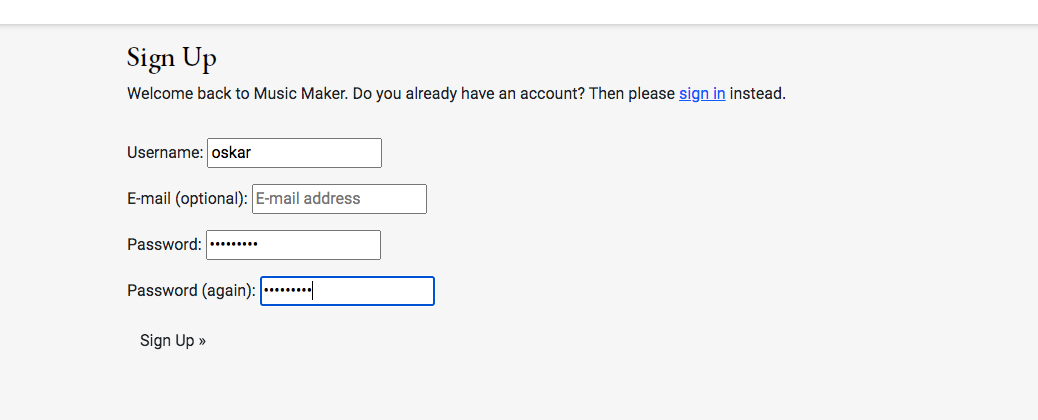 Sign Up
Welcome back to Music Maker. Do you already have an account? Then please sign in instead.
Username: oskar
E-mail (optional): E-mail address
Password: •••••••••
Password (again): •••••••••
Sign Up »